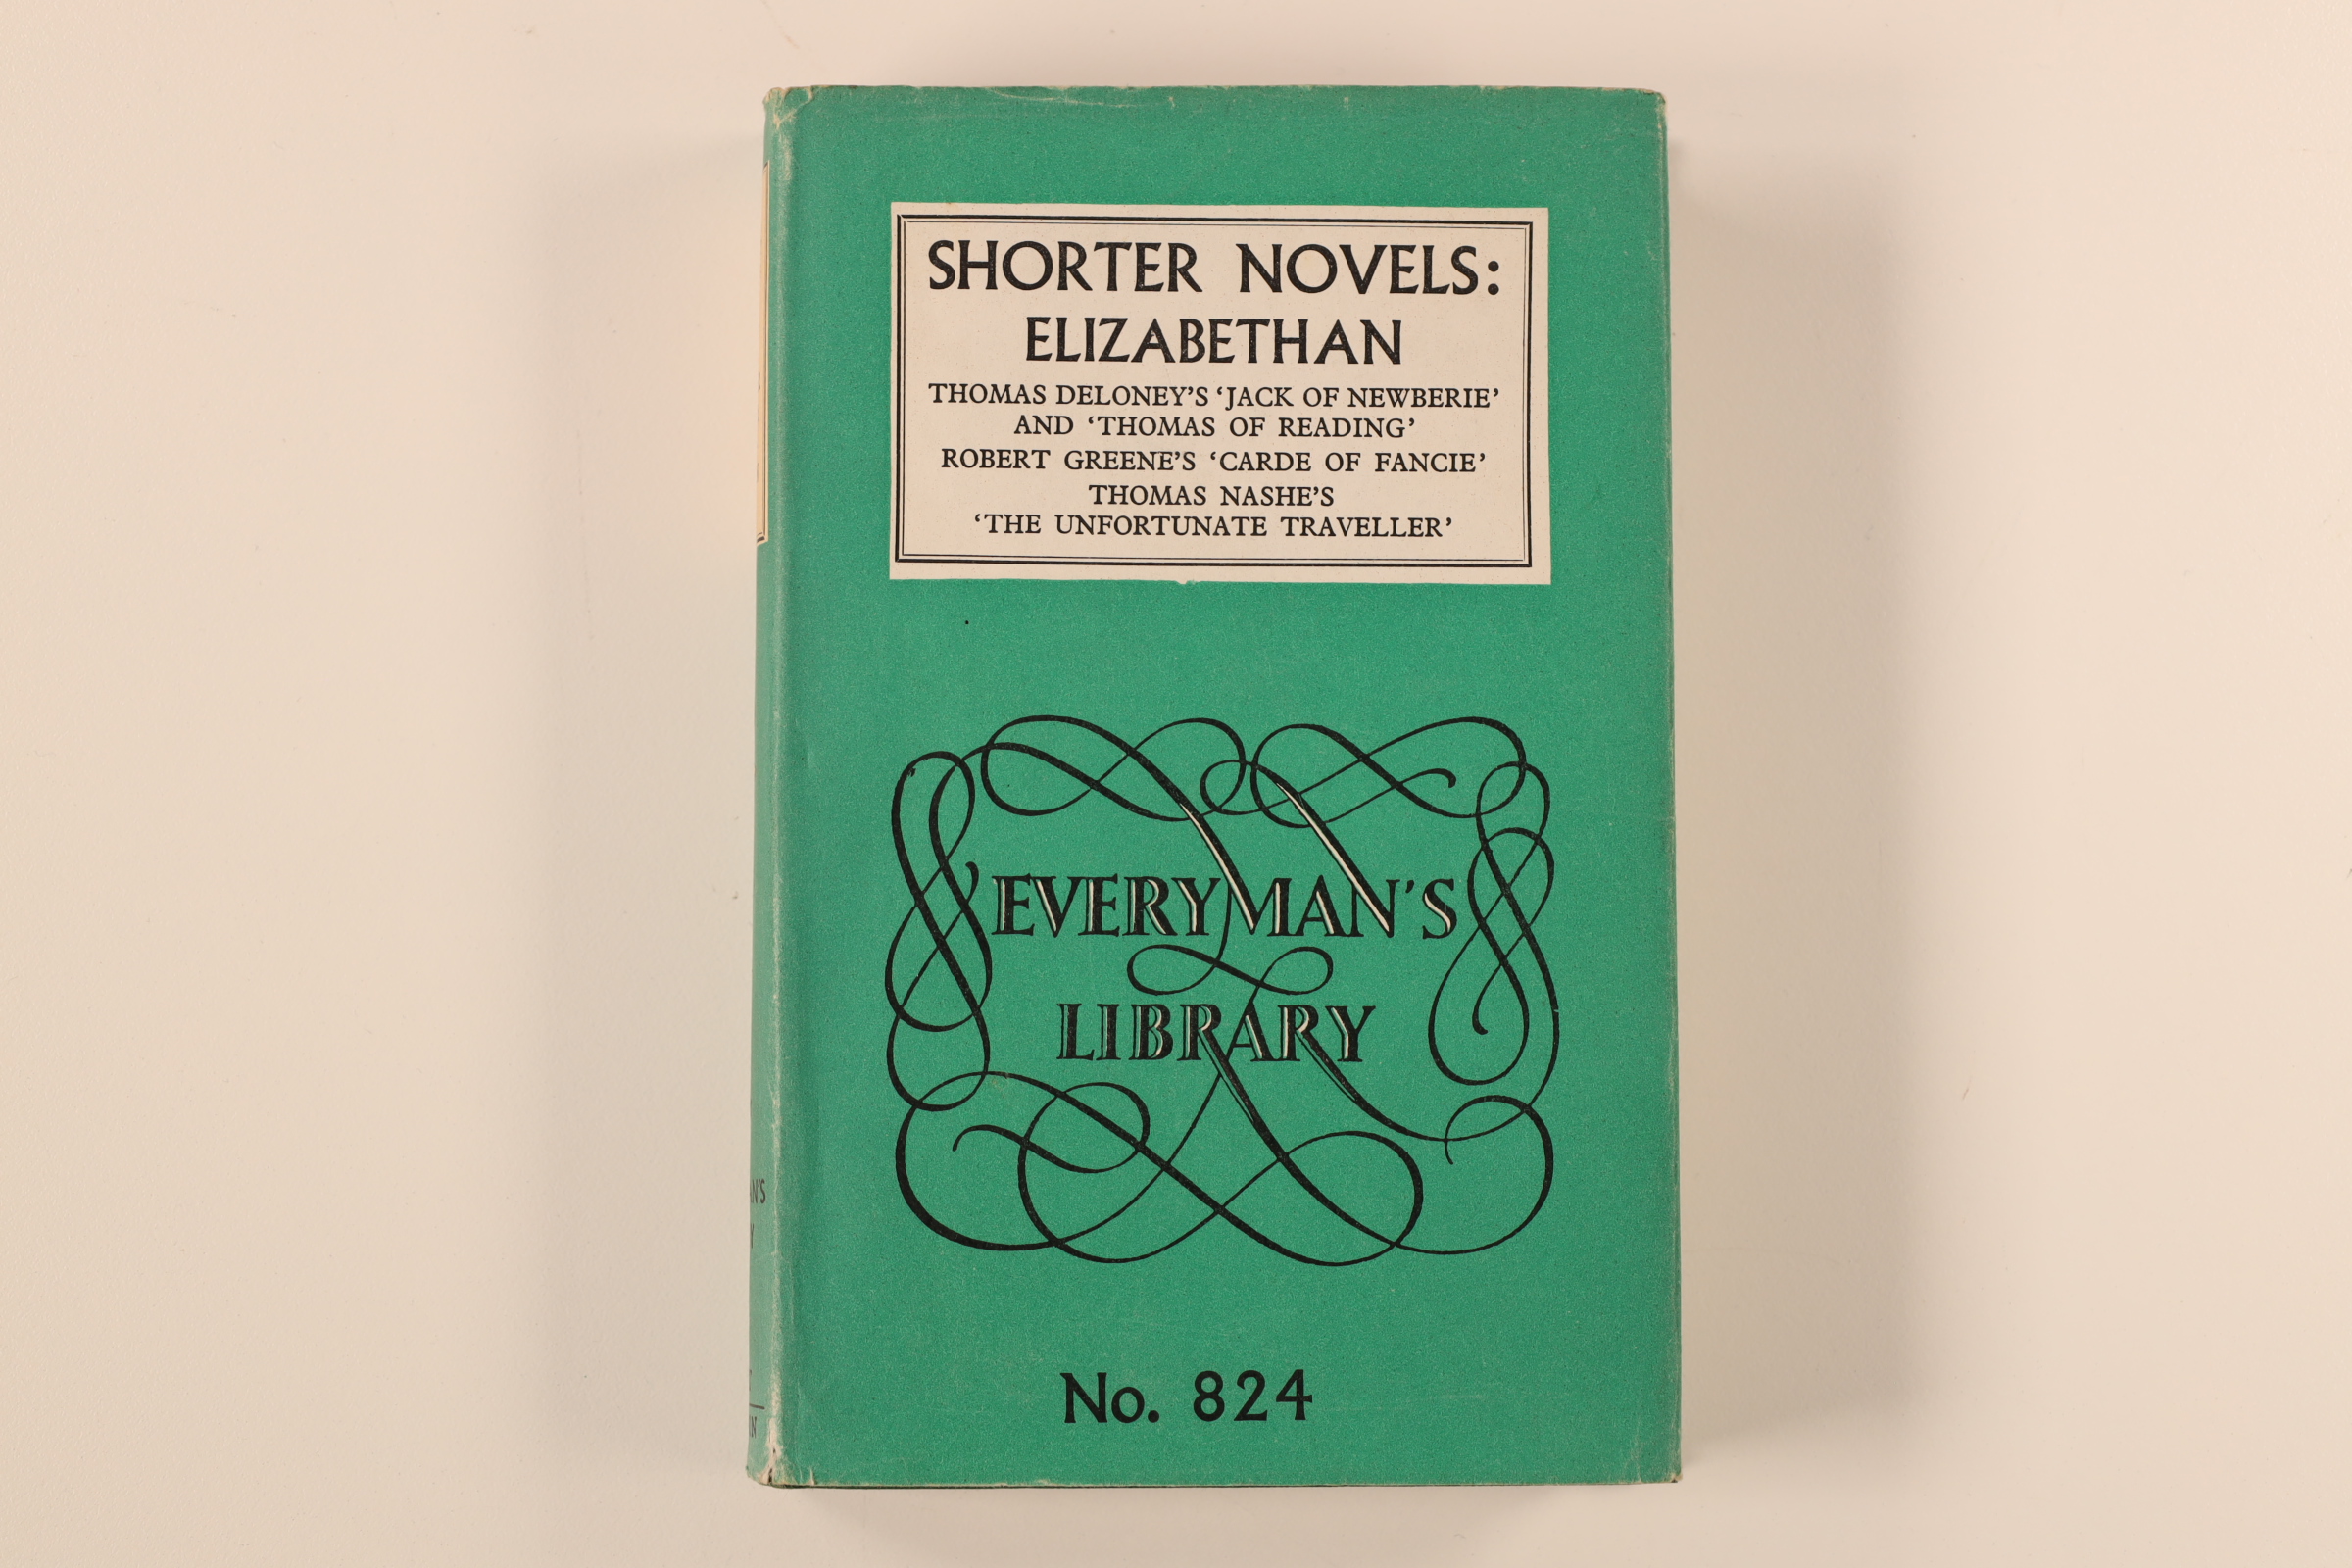 SHORTER NOVELS:
ELIZABETHAN
THOMAS DELONEY'S ‘JACK OF NEWBERIE’
AND ‘THOMAS OF READING’
ROBERT GREENE'S ‘CARDE OF FANCIE’
THOMAS NASHE'S
‘THE UNFORTUNATE TRAVELLER’
EVERYMAN'S
LIBRARY
No. 824